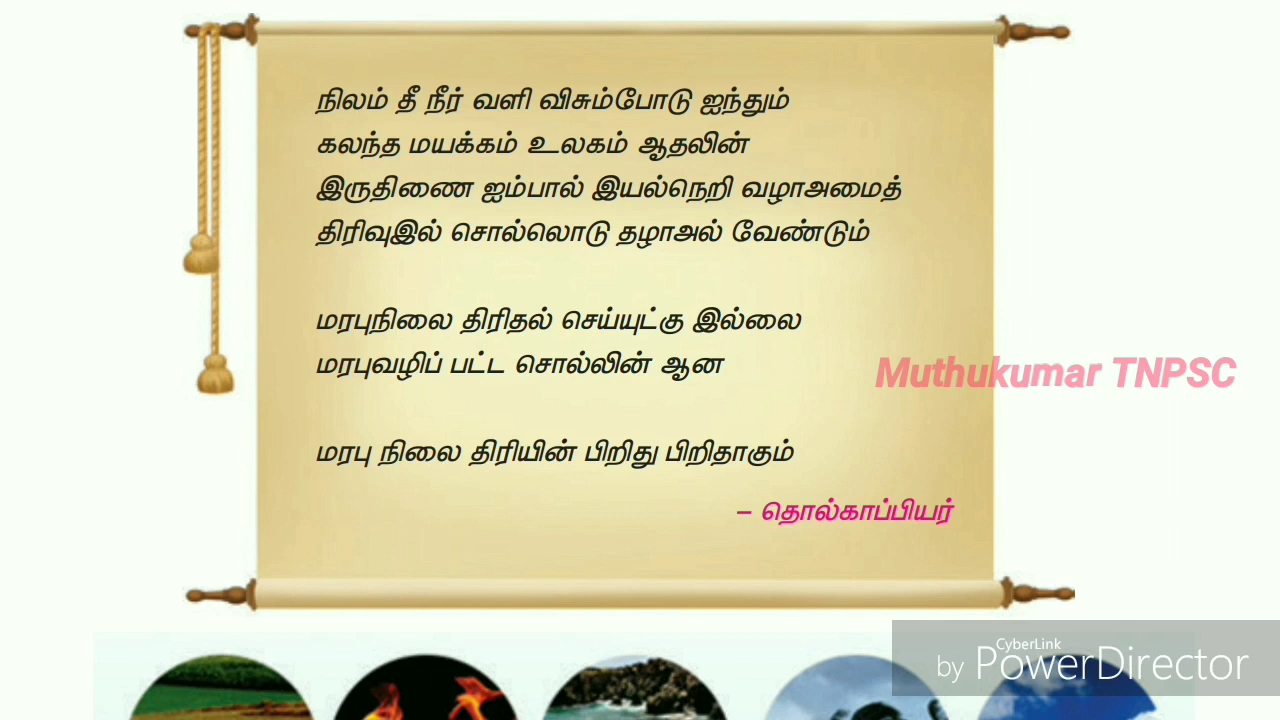 நிலம் தீ நீர் வளி விசும்போடு ஐந்தும்
கலந்த மயக்கம் உலகம் ஆதலின்
இருதிணை ஐம்பால் இயல்நெறி வழாஅமைத்
திரிவுஇல் சொல்லொடு தழாஅல் வேண்டும்
மரபுநிலை திரிதல் செய்யுட்கு இல்லை
மரபுவழிப் பட்ட சொல்லின் ஆன
Muthukumar TNPSC
மரபு நிலை திரியின் பிறிது பிறிதாகும்
– தொல்காப்பியர்
CyberLink
by PowerDirector